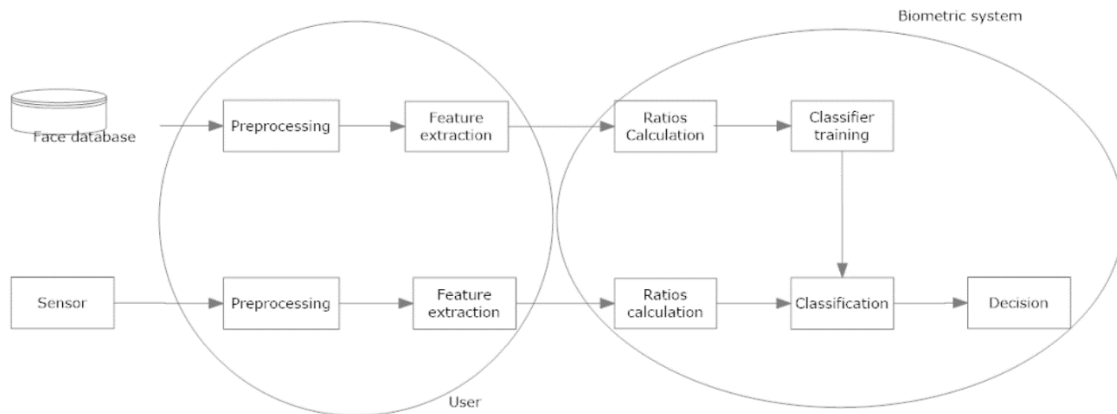 Biometric system
Face database
Preprocessing
Feature
extraction
Ratios
Calculation
Classifier
training
Sensor
Preprocessing
Feature
extraction
Ratios
calculation
Classification
Decision
User